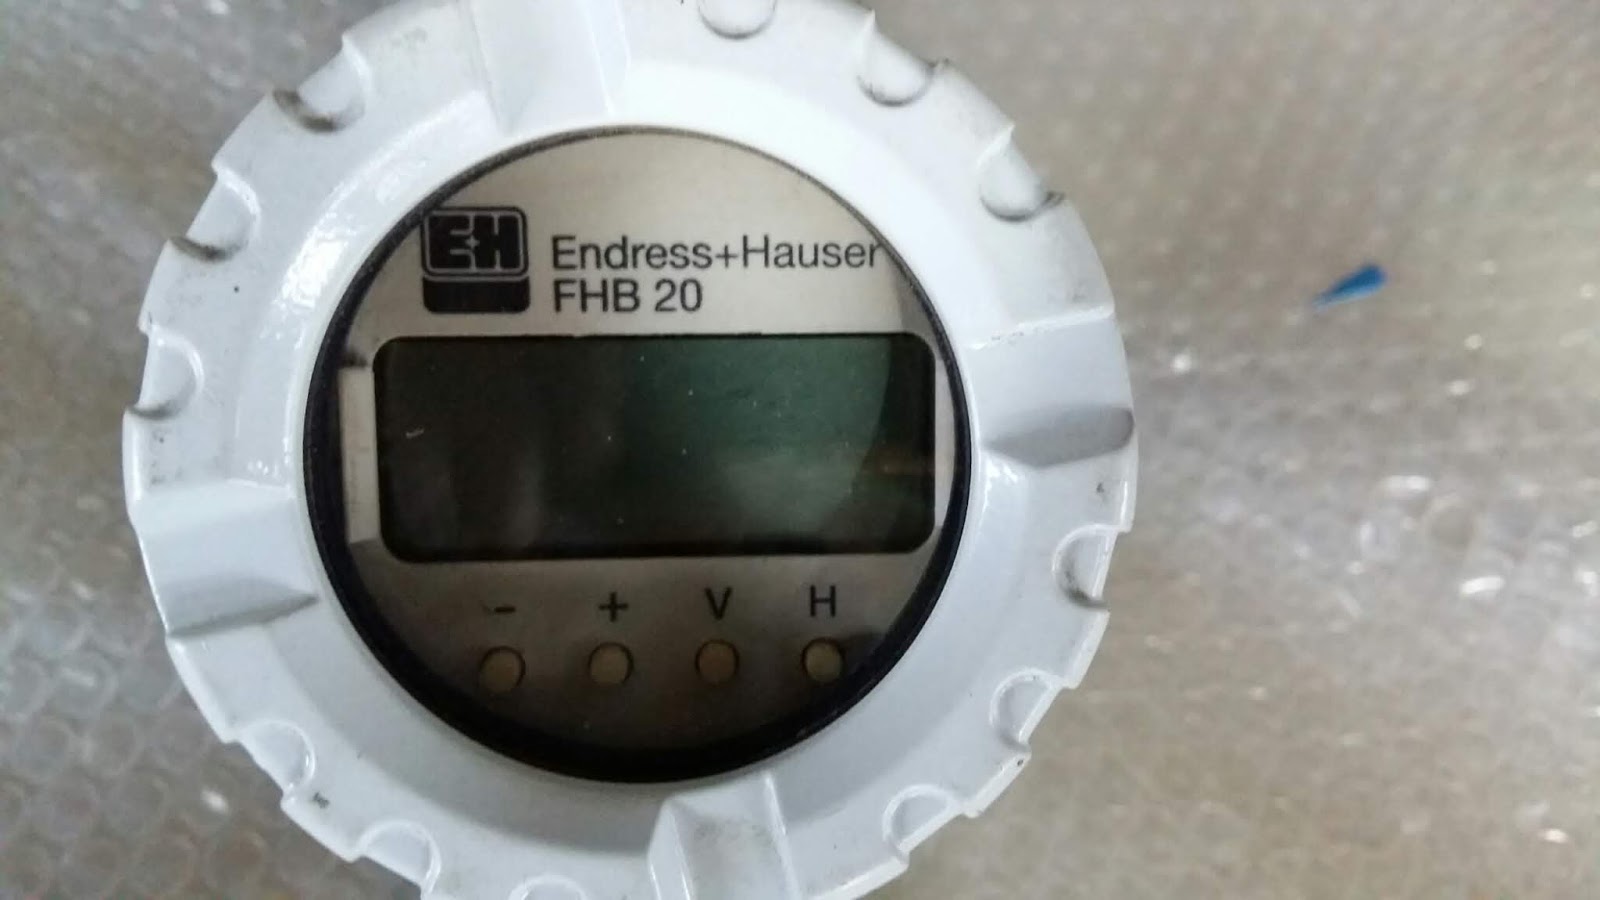 E+H
Endress+Hauser
FHB 20
- + V H